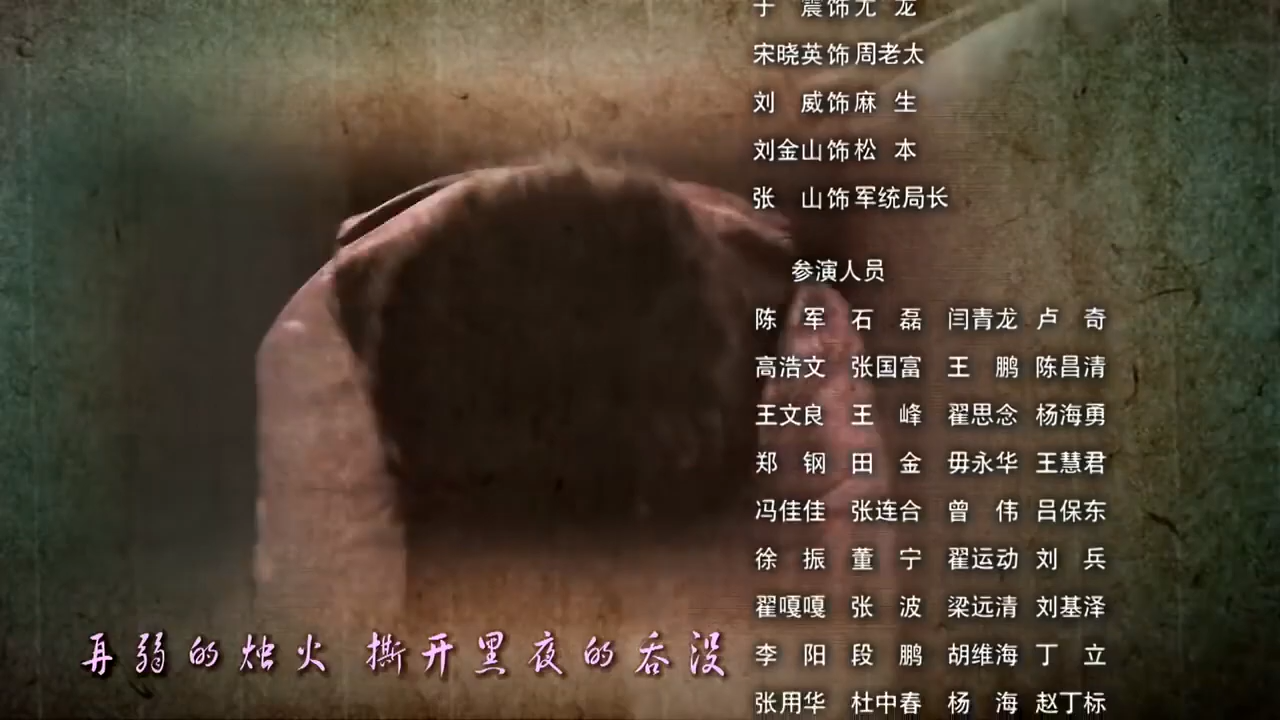 于 震饰尤 龙
宋晓英饰周老太
刘 威饰麻 生
刘金山饰松 本
张 山饰军统局长
参演人员
陈 军 石 磊 闫青龙 卢 奇
高浩文 张国富 王 鹏 陈昌清
王文良 王 峰 翟思念 杨海勇
郑 钢 田 金 毋永华 王慧君
冯佳佳 张连合 曾 伟 吕保东
徐 振 董 宁 翟运动 刘 兵
翟嘎嘎 张 波 梁远清 刘基泽
李 阳 段 鹏 胡维海 丁 立
张用华 杜中春 杨 海 赵丁标
再弱的烛火 撕开黑夜的吞没